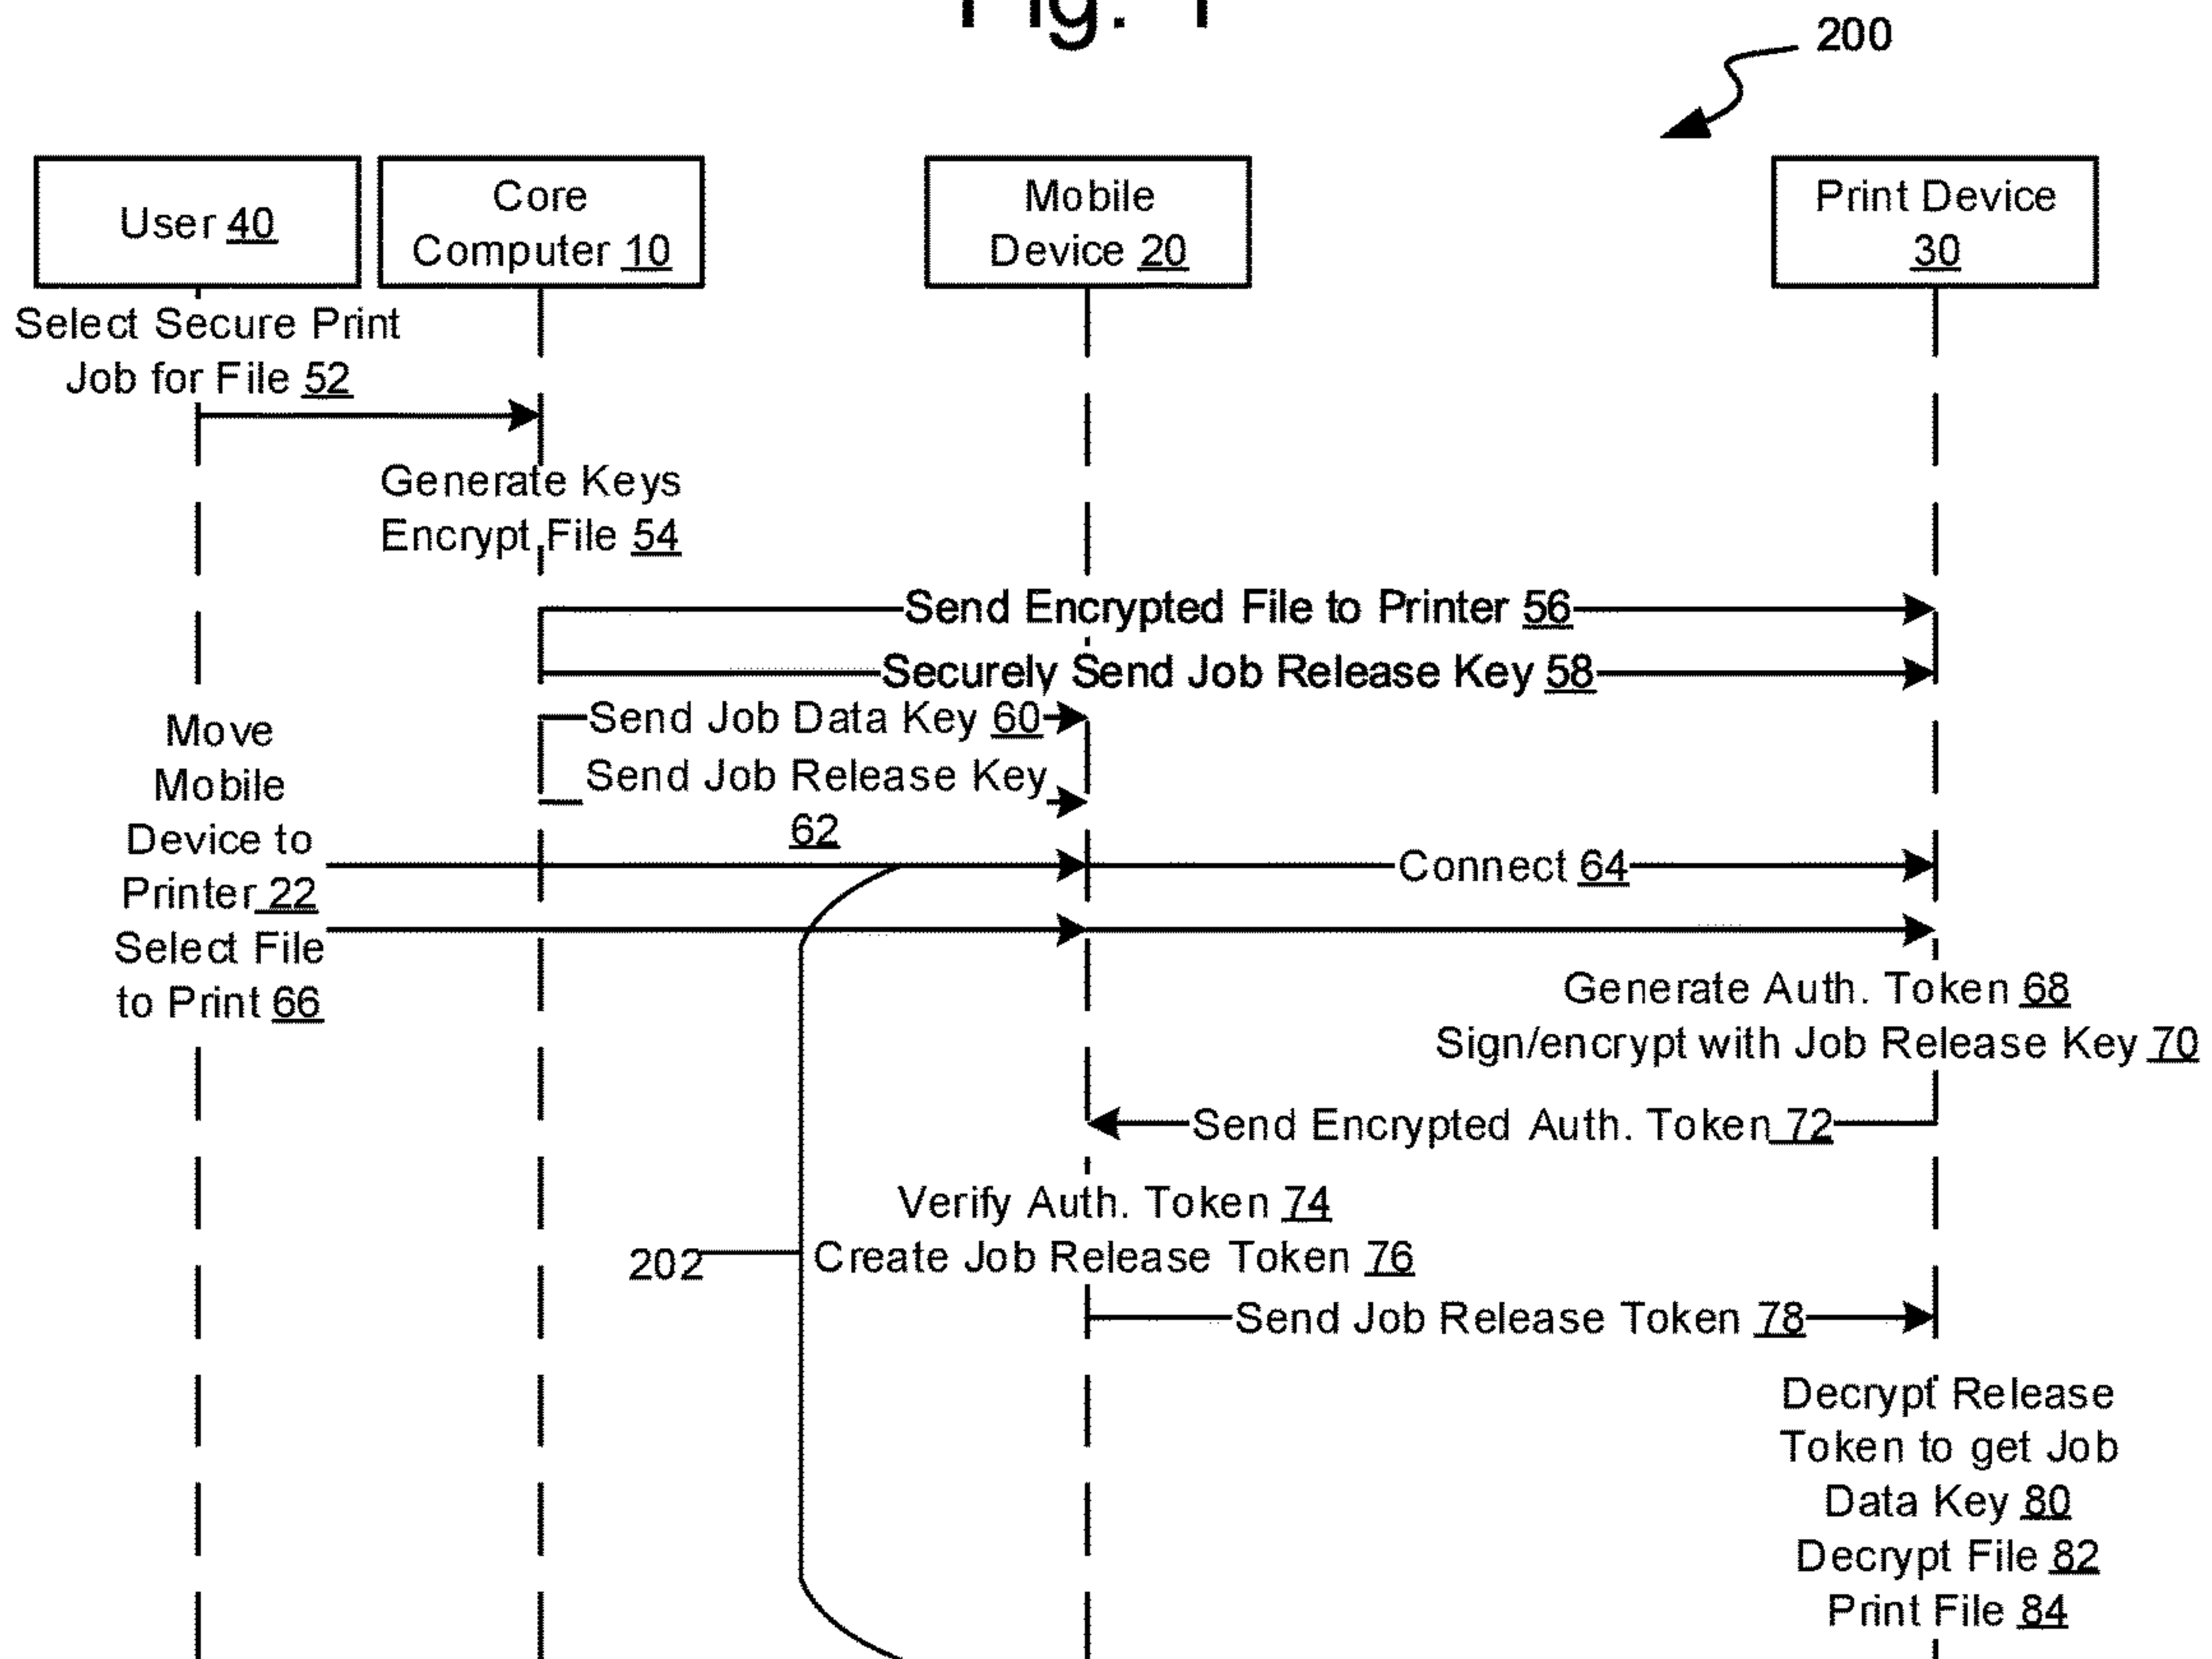 Fig. 1
200
User 40
Core
Computer 10
Mobile
Device 20
Print Device
30
Select Secure Print
Job for File 52
Generate Keys
Encrypt File 54
Send Encrypted File to Printer 56
Securely Send Job Release Key 58
Send Job Data Key 60
Send Job Release Key
62
Move
Mobile
Device to
Printer 22
Connect 64
Select File
to Print 66
Generate Auth. Token 68
Sign/encrypt with Job Release Key 70
Send Encrypted Auth. Token 72
Verify Auth. Token 74
202
Create Job Release Token 76
Send Job Release Token 78
Decrypt Release
Token to get Job
Data Key 80
Decrypt File 82
Print File 84